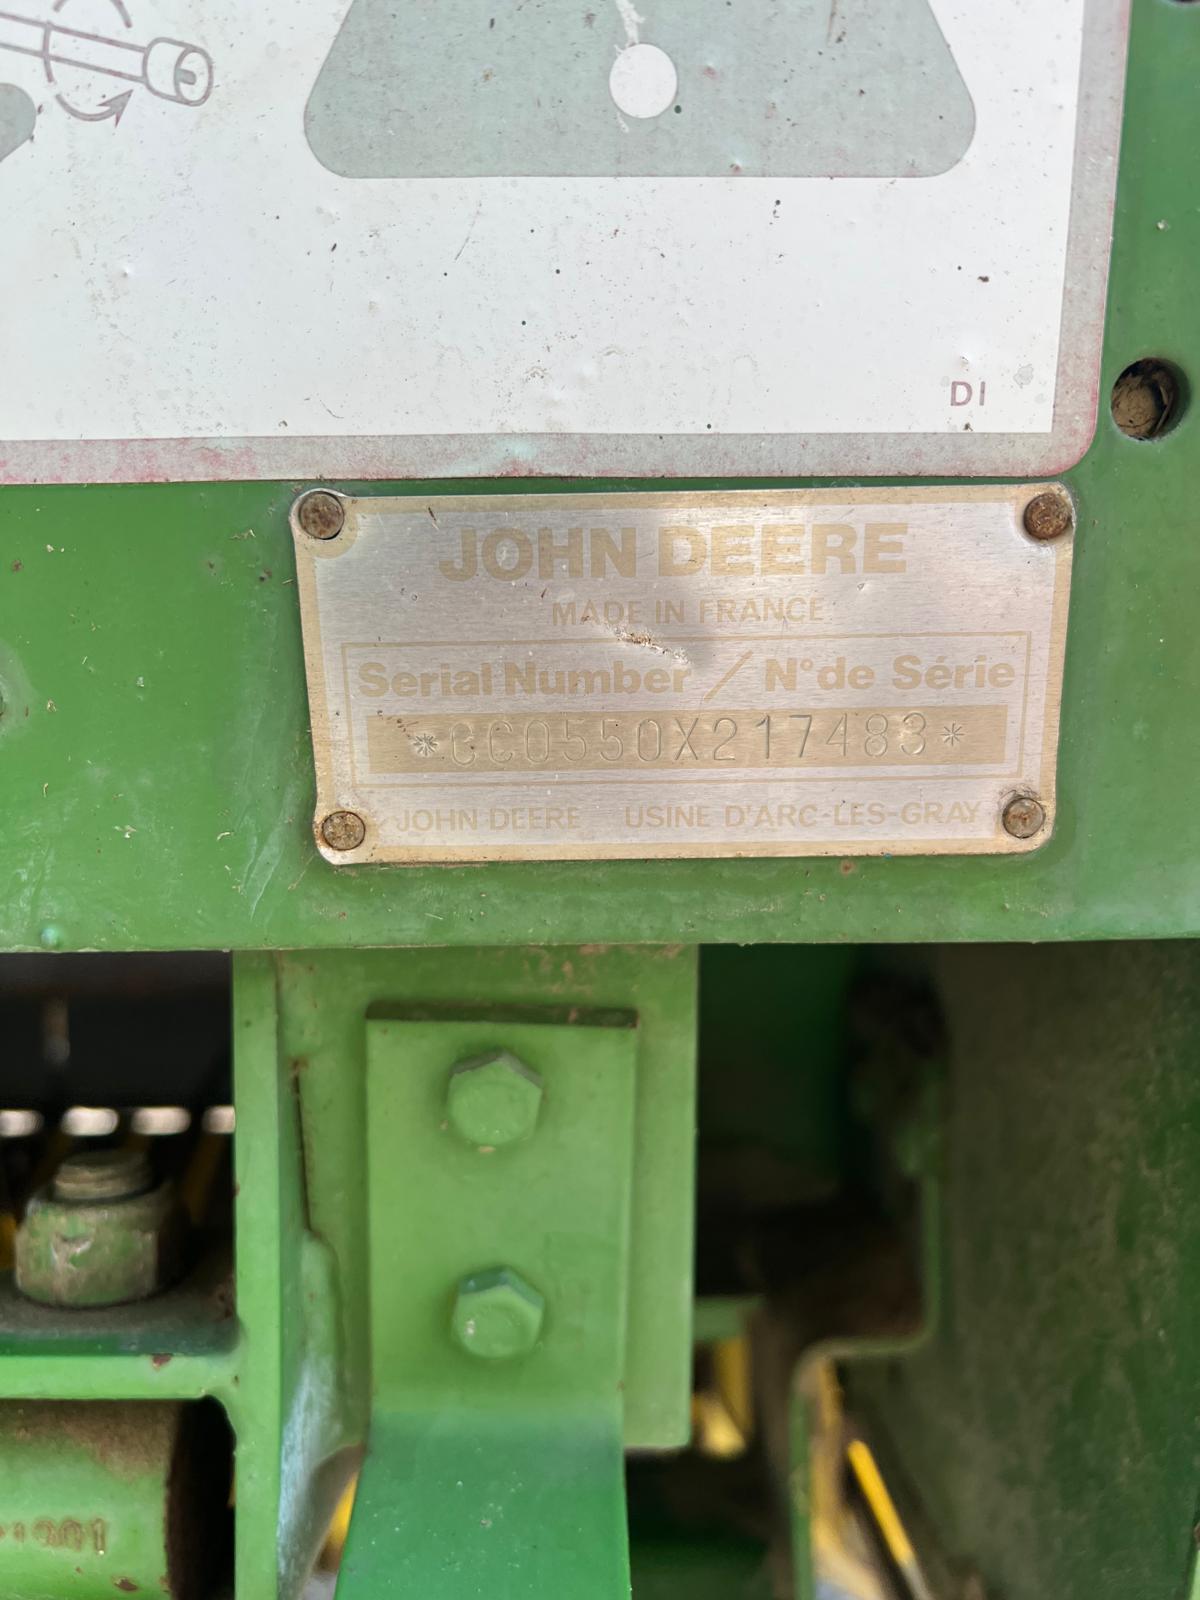 DI
JOHN DEERE
MADE IN FRANCE
Serial Number / N° de Série
*CC0550X217483*
JOHN DEERE USINE D'ARC-LES-GRAY